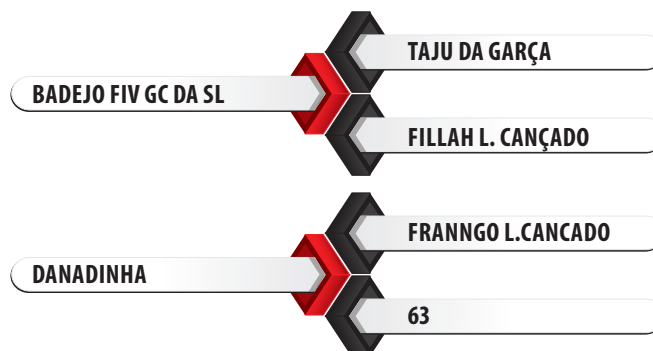 TAJU DA GARÇA
BADEJO FIV GC DA SL
FILLAH L. CANÇADO
FRANNGO L.CANCADO
DANADINHA
63